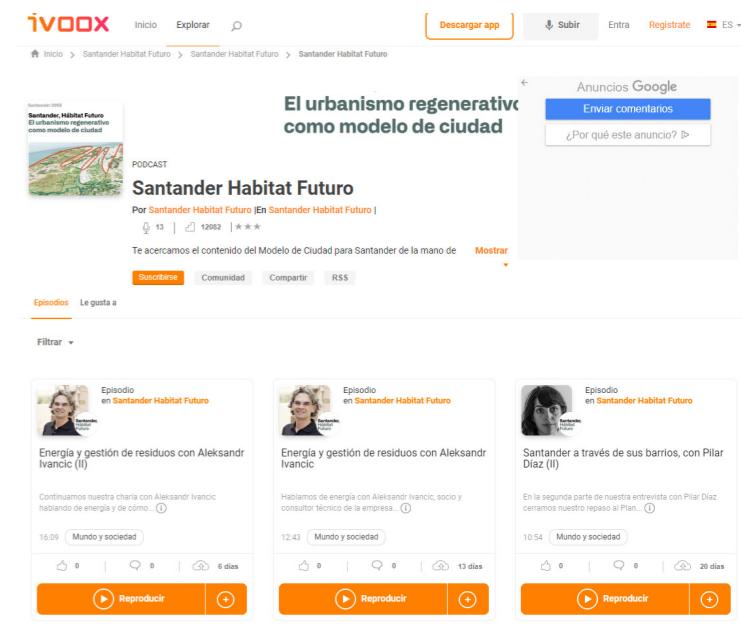 ivoox
Inicio Explorar
Descargar app
Subir
Entra
Regístrate
ES
Inicio > Santander Habitat Futuro > Santander Habitat Futuro > Santander Habitat Futuro
Santander, Hábitat Futuro
El urbanismo regenerativo
como modelo de ciudad
El urbanismo regenerativo
como modelo de ciudad
Anuncios Google
Enviar comentarios
¿Por qué este anuncio?
PODCAST
Santander Habitat Futuro
Por Santander Habitat Futuro |En Santander Habitat Futuro |
13 | 12082 |
Te acercamos el contenido del Modelo de Ciudad para Santander de la mano de Mostrar
Suscribirse Comunidad Compartir RSS
Episodios Le gusta a
Filtrar
Episodio
en Santander Habitat Futuro
Santander,
Hábitat
Futuro
Energía y gestión de residuos con Aleksandr
Ivancic (II)
Continuamos nuestra charla con Aleksandr Ivancic
hablando de energía y de cómo...
16:09 Mundo y sociedad
0 | 0 | 6 días
Reproducir
Episodio
en Santander Habitat Futuro
Santander,
Hábitat
Futuro
Energía y gestión de residuos con Aleksandr
Ivancic
Hablamos de energía con Aleksandr Ivancic, socio y
consultor técnico de la empresa...
12:43 Mundo y sociedad
0 | 0 | 13 días
Reproducir
Episodio
en Santander Habitat Futuro
Santander,
Hábitat
Futuro
Santander a través de sus barrios, con Pilar
Díaz (II)
En la segunda parte de nuestra entrevista con Pilar Díaz
cerramos nuestro repaso al Plan...
10:54 Mundo y sociedad
0 | 0 | 20 días
Reproducir